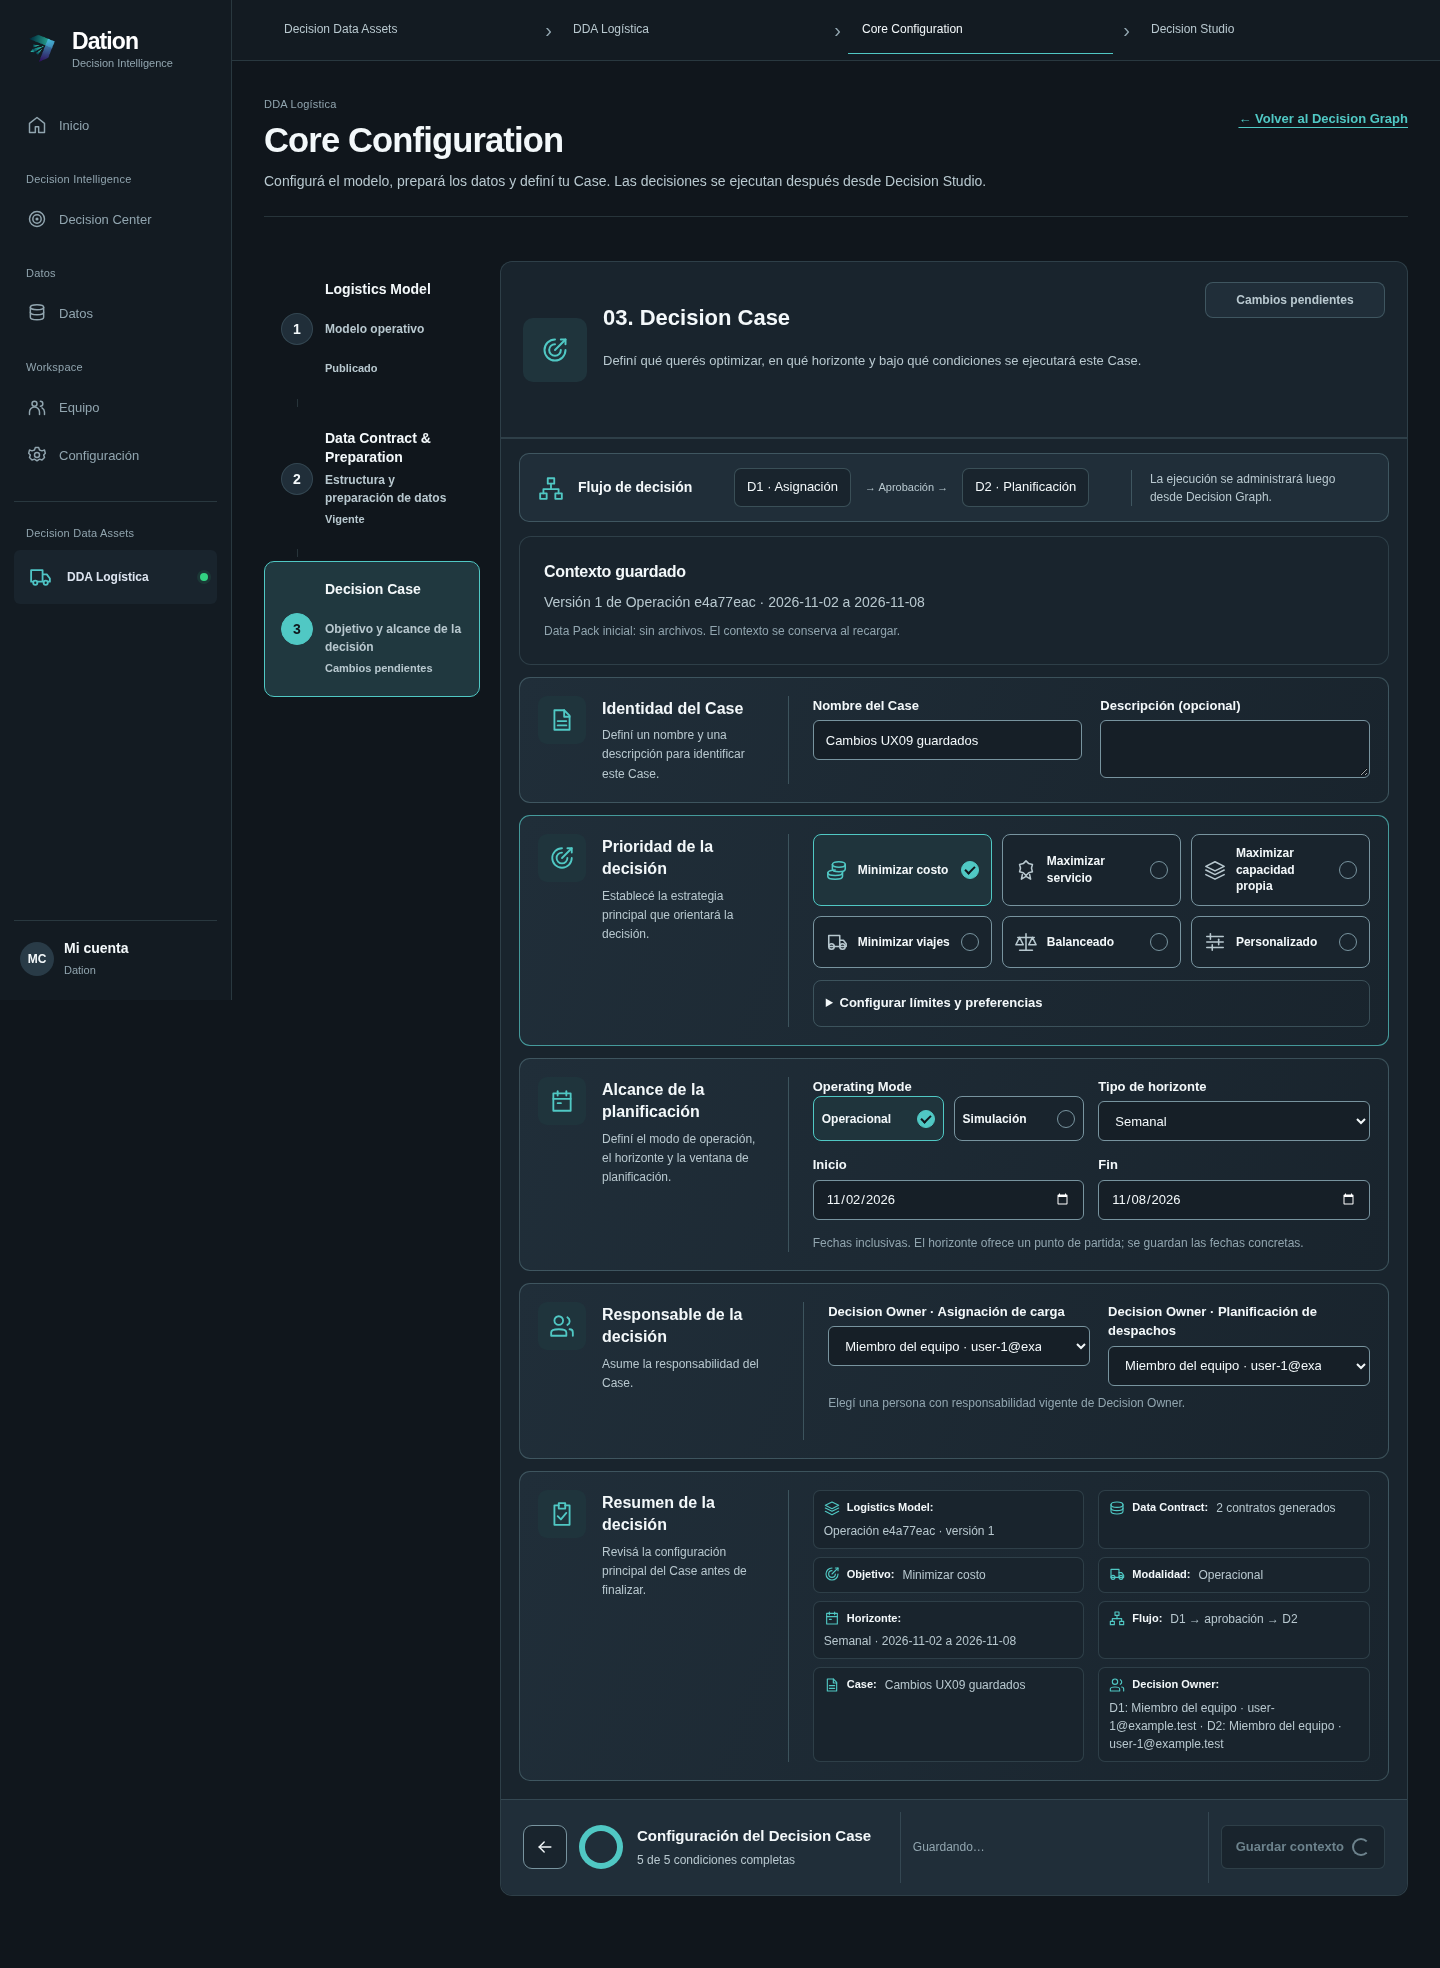 Dation
Decision Intelligence
Inicio
Decision Intelligence
Decision Center
Datos
Datos
Workspace
Equipo
Configuración
Decision Data Assets
DDA Logística
MC
Mi cuenta
Dation
Decision Data Assets
›
DDA Logística
›
Core Configuration
›
Decision Studio
DDA Logística
Core Configuration
Configurá el modelo, prepará los datos y definí tu Case. Las decisiones se ejecutan después desde Decision Studio.
← Volver al Decision Graph
Logistics Model
1
Modelo operativo
Publicado
Data Contract &
Preparation
2
Estructura y
preparación de datos
Vigente
Decision Case
3
Objetivo y alcance de la
decisión
Cambios pendientes
03. Decision Case
Definí qué querés optimizar, en qué horizonte y bajo qué condiciones se ejecutará este Case.
Cambios pendientes
Flujo de decisión
D1 · Asignación
→ Aprobación →
D2 · Planificación
La ejecución se administrará luego
desde Decision Graph.
Contexto guardado
Versión 1 de Operación e4a77eac · 2026-11-02 a 2026-11-08
Data Pack inicial: sin archivos. El contexto se conserva al recargar.
Identidad del Case
Definí un nombre y una
descripción para identificar
este Case.
Nombre del Case
Cambios UX09 guardados
Descripción (opcional)
Prioridad de la
decisión
Establecé la estrategia
principal que orientará la
decisión.
Minimizar costo
Maximizar
servicio
Maximizar
capacidad
propia
Minimizar viajes
Balanceado
Personalizado
Configurar límites y preferencias
Alcance de la
planificación
Definí el modo de operación,
el horizonte y la ventana de
planificación.
Operating Mode
Operacional
Simulación
Tipo de horizonte
Semanal
Inicio
11/02/2026
Fin
11/08/2026
Fechas inclusivas. El horizonte ofrece un punto de partida; se guardan las fechas concretas.
Responsable de la
decisión
Asume la responsabilidad del
Case.
Decision Owner · Asignación de carga
Miembro del equipo · user-1@exa
Decision Owner · Planificación de
despachos
Miembro del equipo · user-1@exa
Elegí una persona con responsabilidad vigente de Decision Owner.
Resumen de la
decisión
Revisá la configuración
principal del Case antes de
finalizar.
Logistics Model:
Operación e4a77eac · versión 1
Data Contract: 2 contratos generados
Objetivo: Minimizar costo
Modalidad: Operacional
Horizonte:
Semanal · 2026-11-02 a 2026-11-08
Flujo: D1 → aprobación → D2
Case: Cambios UX09 guardados
Decision Owner:
D1: Miembro del equipo · user-
1@example.test · D2: Miembro del equipo ·
user-1@example.test
Configuración del Decision Case
5 de 5 condiciones completas
Guardando…
Guardar contexto